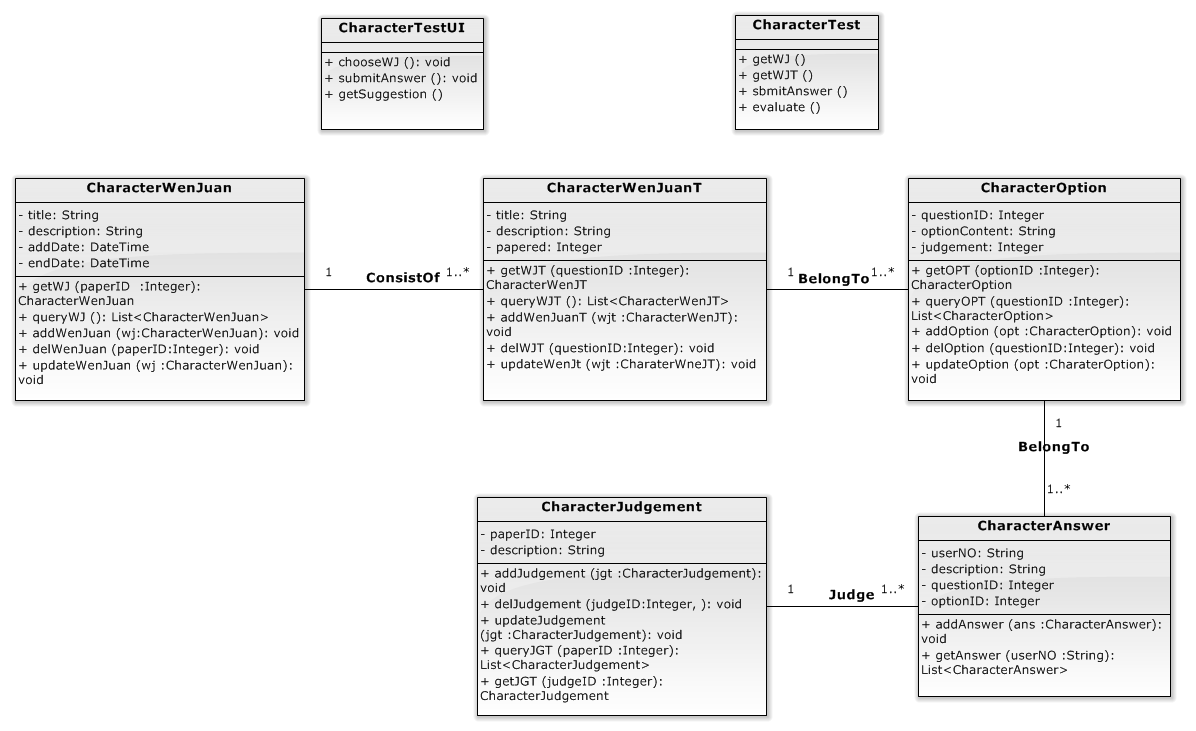 CharacterTestUI
+ chooseWJ (): void
+ submitAnswer (): void
+ getSuggestion ()
CharacterTest
+ getWJ ()
+ getWJT ()
+ sbmitAnswer ()
+ evaluate ()
CharacterWenJuan
- title: String
- description: String
- addDate: DateTime
- endDate: DateTime
+ getWJ (paperID :Integer):
CharacterWenJuan
+ queryWJ (): List<CharacterWenJuan>
+ addWenJuan (wj:CharacterWenJuan): void
+ delWenJuan (paperID:Integer): void
+ updateWenJuan (wj :CharacterWenJuan):
void
1
ConsistOf
1..*
CharacterWenJuanT
- title: String
- description: String
- papered: Integer
+ getWJT (questionID :Integer):
CharacterWenJT
+ queryWJT (): List<CharacterWenJT>
+ addWenJuanT (wjt :CharacterWenJT):
void
+ delWJT (questionID:Integer): void
+ updateWenJt (wjt :CharaterWneJT): void
1
BelongTo
1..*
CharacterOption
- questionID: Integer
- optionContent: String
- judgement: Integer
+ getOPT (optionID :Integer):
CharacterOption
+ queryOPT (questionID :Integer):
List<CharacterOption>
+ addOption (opt :CharacterOption): void
+ delOption (questionID:Integer): void
+ updateOption (opt :CharaterOption):
void
1
BelongTo
1..*
CharacterJudgement
- paperID: Integer
- description: String
+ addJudgement (jgt :CharacterJudgement):
void
+ delJudgement (judgeID:Integer, ): void
+ updateJudgement
(jgt :CharacterJudgement): void
+ queryJGT (paperID :Integer):
List<CharacterJudgement>
+ getJGT (judgeID :Integer):
CharacterJudgement
1
Judge
1..*
CharacterAnswer
- userNO: String
- description: String
- questionID: Integer
- optionID: Integer
+ addAnswer (ans :CharacterAnswer):
void
+ getAnswer (userNO :String):
List<CharacterAnswer>